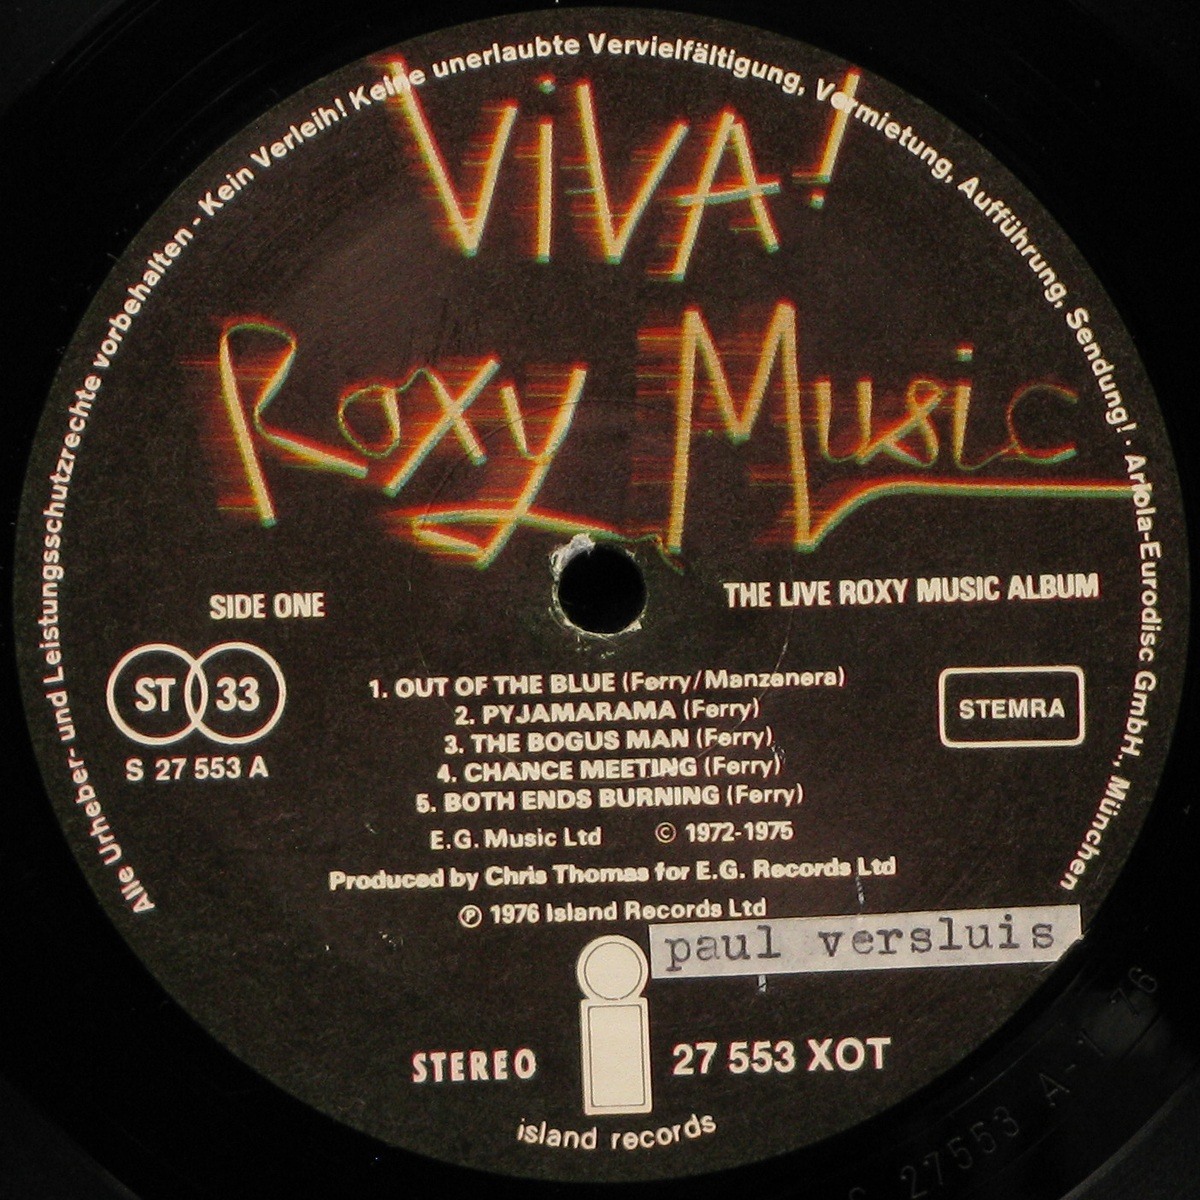 Alle Urheber- und Leistungsschutzrechte vorbehalten - Kein Verleih! Keine unerlaubte Vervielfältigung, Vermietung, Aufführung, Sendung! · Ariola-Eurodisc GmbH., München
ViVA!
Roxy Music
SIDE ONE
THE LIVE ROXY MUSIC ALBUM
ST 33
S 27 553 A
STEMRA
1. OUT OF THE BLUE (Ferry/Manzanera)
2. PYJAMARAMA (Ferry)
3. THE BOGUS MAN (Ferry)
4. CHANCE MEETING (Ferry)
5. BOTH ENDS BURNING (Ferry)
E.G. Music Ltd © 1972-1975
Produced by Chris Thomas for E.G. Records Ltd
℗ 1976 Island Records Ltd
paul versluis
STEREO
27 553 XOT
island records
S 27553 A-1 76